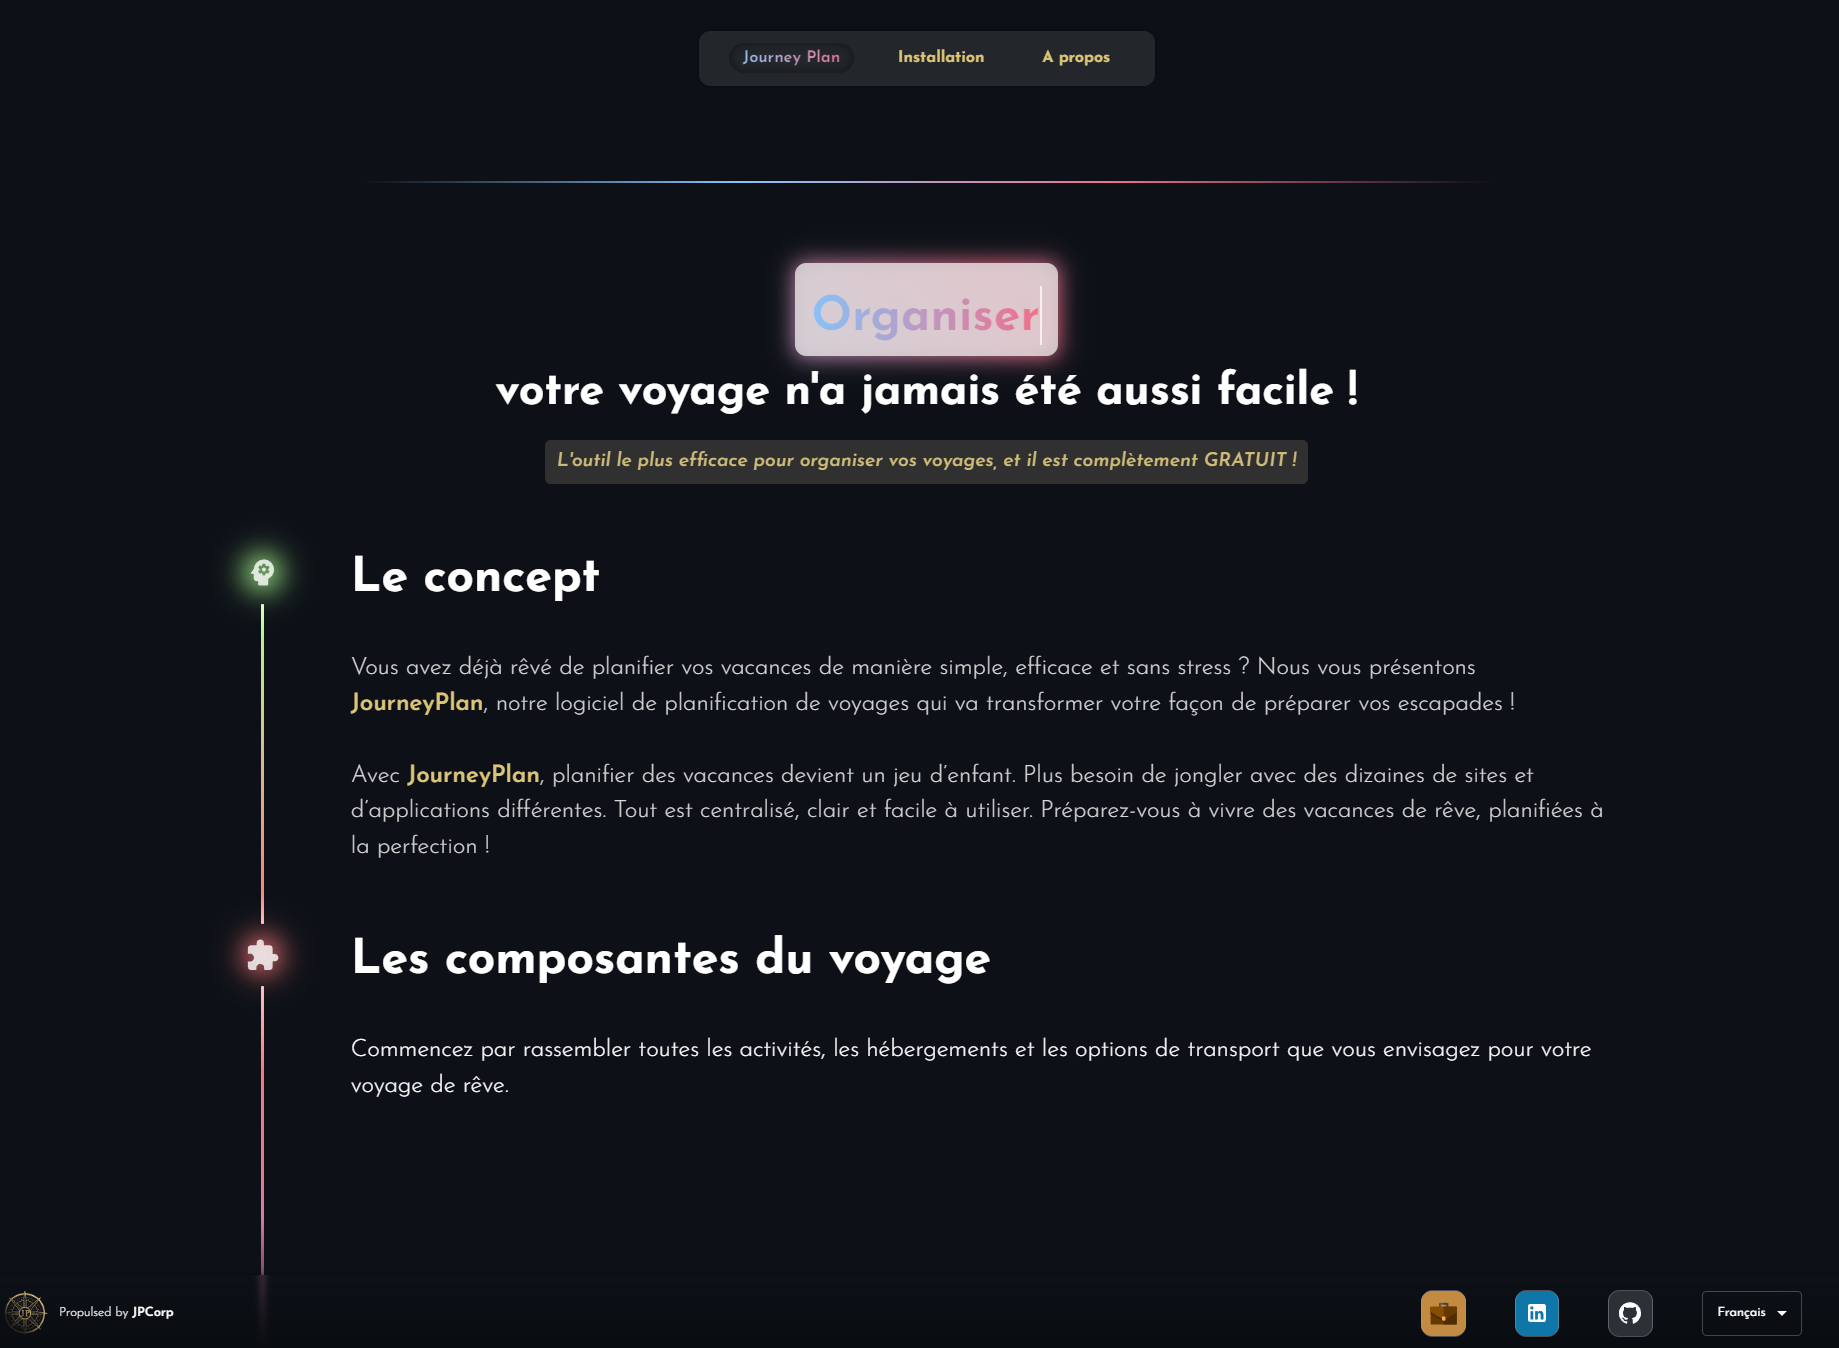 Journey Plan
Installation
A propos
Organiser
votre voyage n'a jamais été aussi facile !
L'outil le plus efficace pour organiser vos voyages, et il est complètement GRATUIT !
Le concept
Vous avez déjà rêvé de planifier vos vacances de manière simple, efficace et sans stress ? Nous vous présentons
JourneyPlan, notre logiciel de planification de voyages qui va transformer votre façon de préparer vos escapades !
Avec JourneyPlan, planifier des vacances devient un jeu d’enfant. Plus besoin de jongler avec des dizaines de sites et
d’applications différentes. Tout est centralisé, clair et facile à utiliser. Préparez-vous à vivre des vacances de rêve, planifiées à
la perfection !
Les composantes du voyage
Commencez par rassembler toutes les activités, les hébergements et les options de transport que vous envisagez pour votre
voyage de rêve.
JP
Propulsed by JPCorp
in
Français